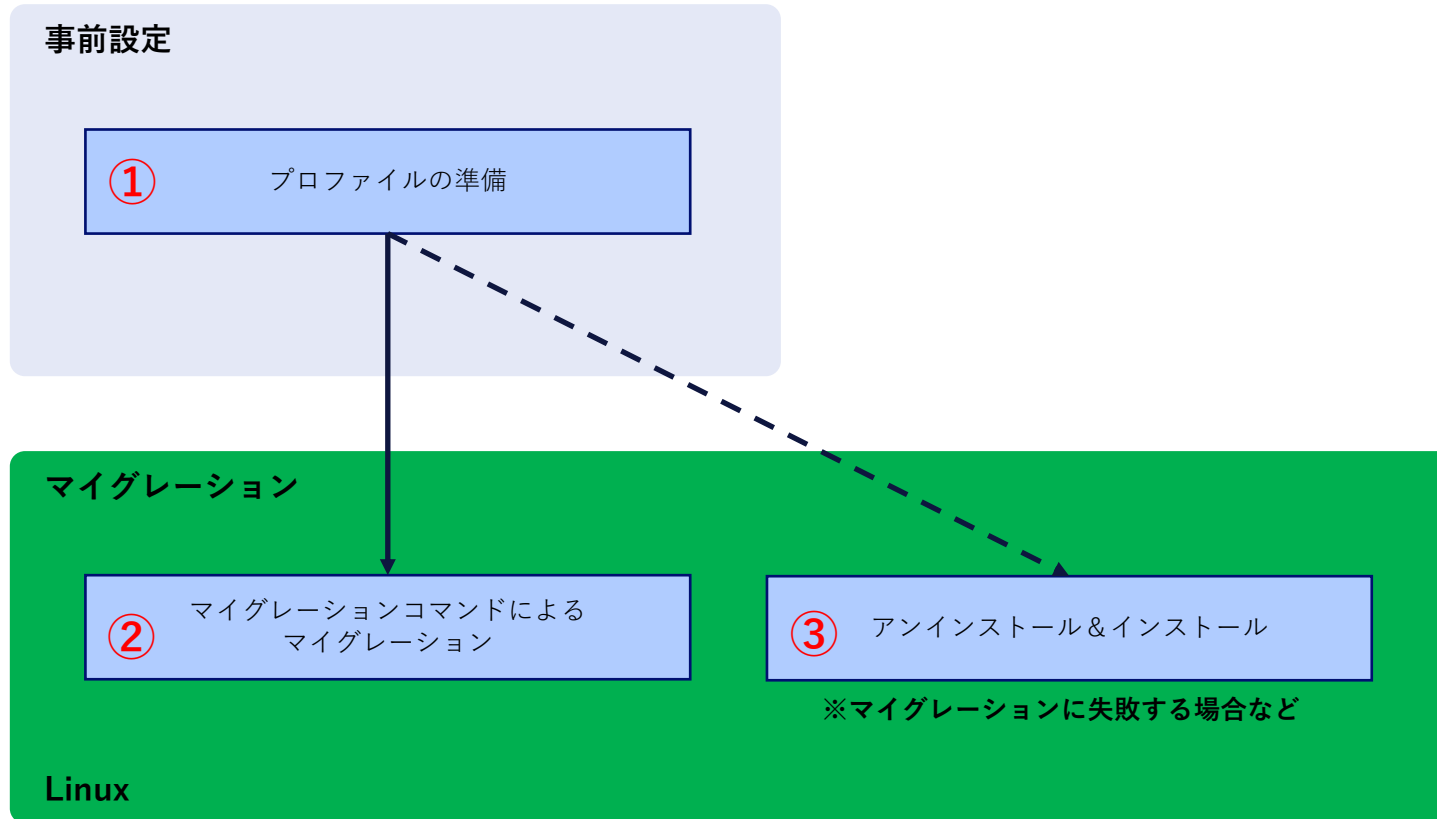 事前設定
① プロファイルの準備
マイグレーション
② マイグレーションコマンドによる
マイグレーション
③ アンインストール＆インストール
※マイグレーションに失敗する場合など
Linux